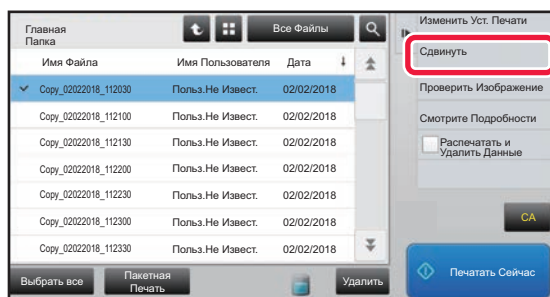 Главная
Папка
Все Файлы
Имя Файла Имя Пользователя Дата
Copy_02022018_112030 Польз.Не Извест. 02/02/2018
Copy_02022018_112100 Польз.Не Извест. 02/02/2018
Copy_02022018_112130 Польз.Не Извест. 02/02/2018
Copy_02022018_112200 Польз.Не Извест. 02/02/2018
Copy_02022018_112230 Польз.Не Извест. 02/02/2018
Copy_02022018_112300 Польз.Не Извест. 02/02/2018
Copy_02022018_112330 Польз.Не Извест. 02/02/2018
Выбрать все
Пакетная
Печать
Удалить
Изменить Уст. Печати
Сдвинуть
Проверить Изображение
Смотрите Подробности
Распечатать и
Удалить Данные
CA
Печатать Сейчас